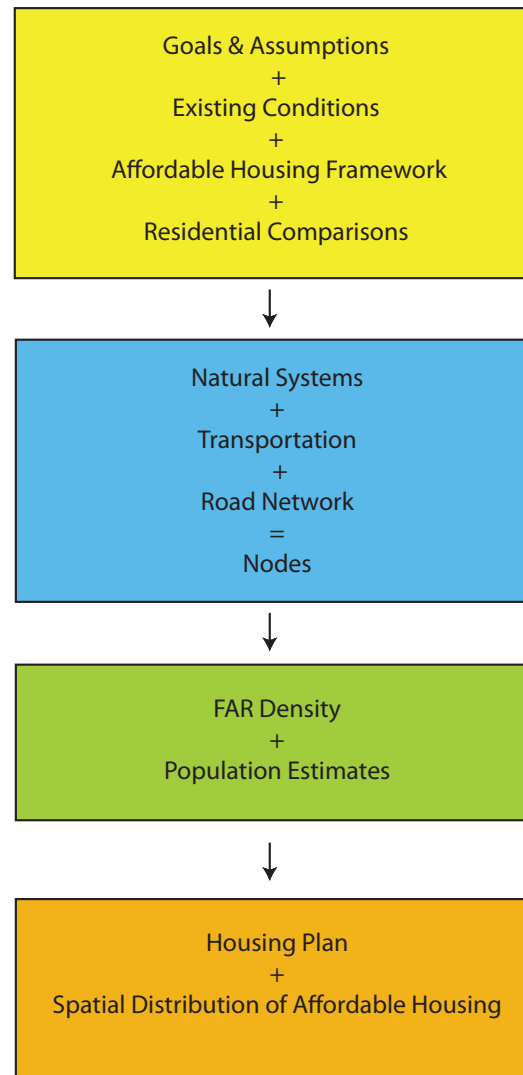 Goals & Assumptions
+
Existing Conditions
+
Affordable Housing Framework
+
Residential Comparisons
Natural Systems
+
Transportation
+
Road Network
=
Nodes
FAR Density
+
Population Estimates
Housing Plan
+
Spatial Distribution of Affordable Housing